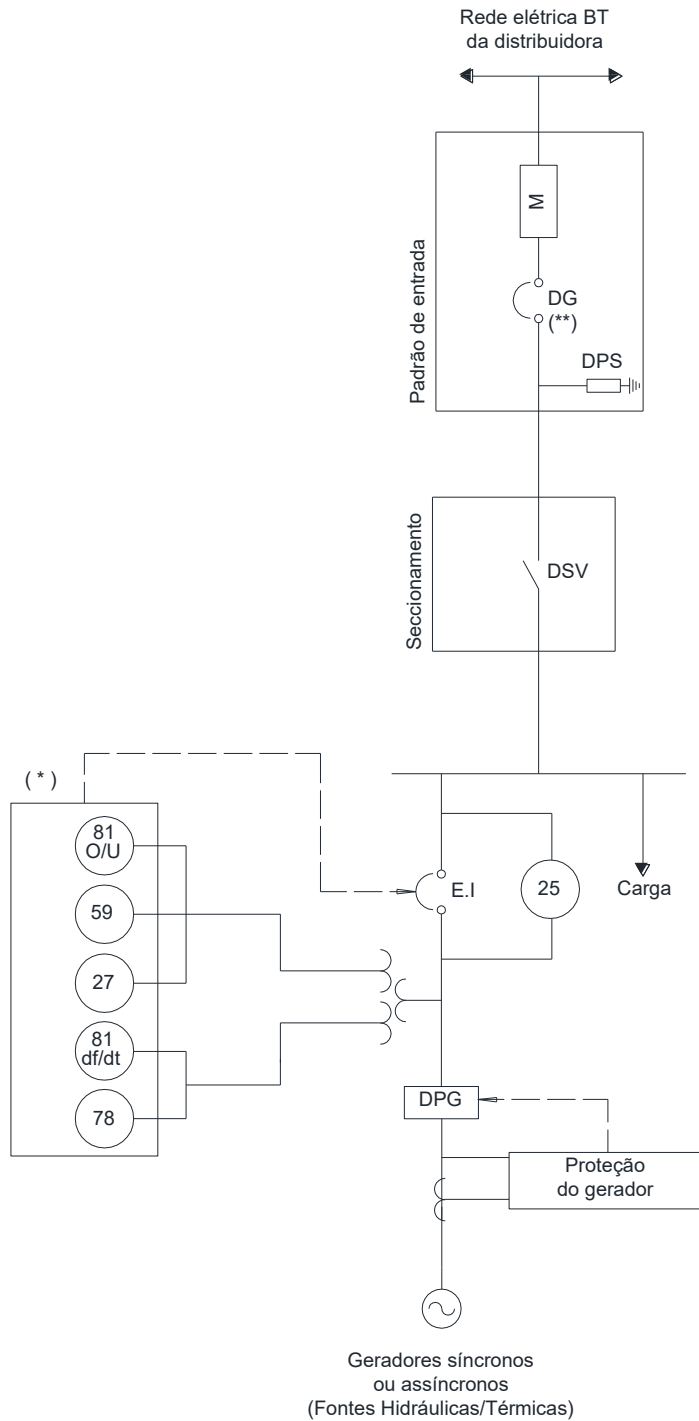 Rede elétrica BT
da distribuidora
Padrão de entrada
M
DG
(**)
DPS
Seccionamento
DSV
(*)
81
O/U
59
27
81
df/dt
78
E.I
25
Carga
DPG
Proteção
do gerador
Geradores síncronos
ou assíncronos
(Fontes Hidráulicas/Térmicas)